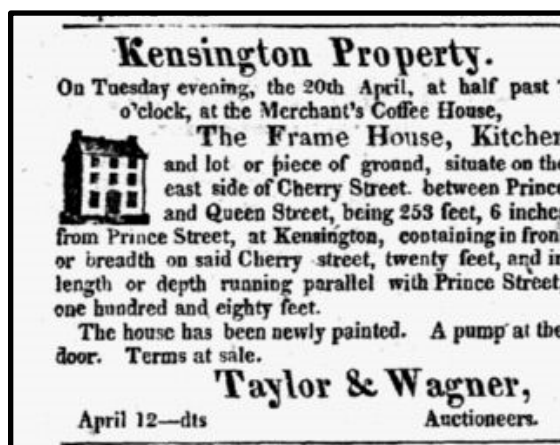 Kensington Property.
On Tuesday evening, the 20th April, at half past
o'clock, at the Merchant's Coffee House,
The Frame House, Kitchen
and lot or piece of ground, situate on the
east side of Cherry Street. between Prince
and Queen Street, being 253 feet, 6 inches
from Prince Street, at Kensington, containing in front
or breadth on said Cherry street, twenty feet, and in
length or depth running parallel with Prince Street,
one hundred and eighty feet.
The house has been newly painted. A pump at the
door. Terms at sale.
Taylor & Wagner,
April 12—dts Auctioneers.